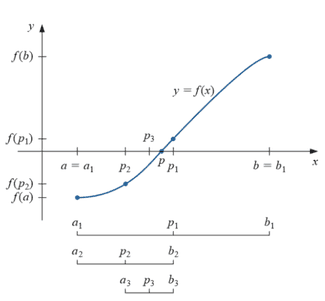 y
f(b)
y = f(x)
f(p₁)
p₃
a = a₁
p₂
p
p₁
b = b₁
x
f(p₂)
f(a)
a₁
p₁
b₁
a₂
p₂
b₂
a₃
p₃
b₃